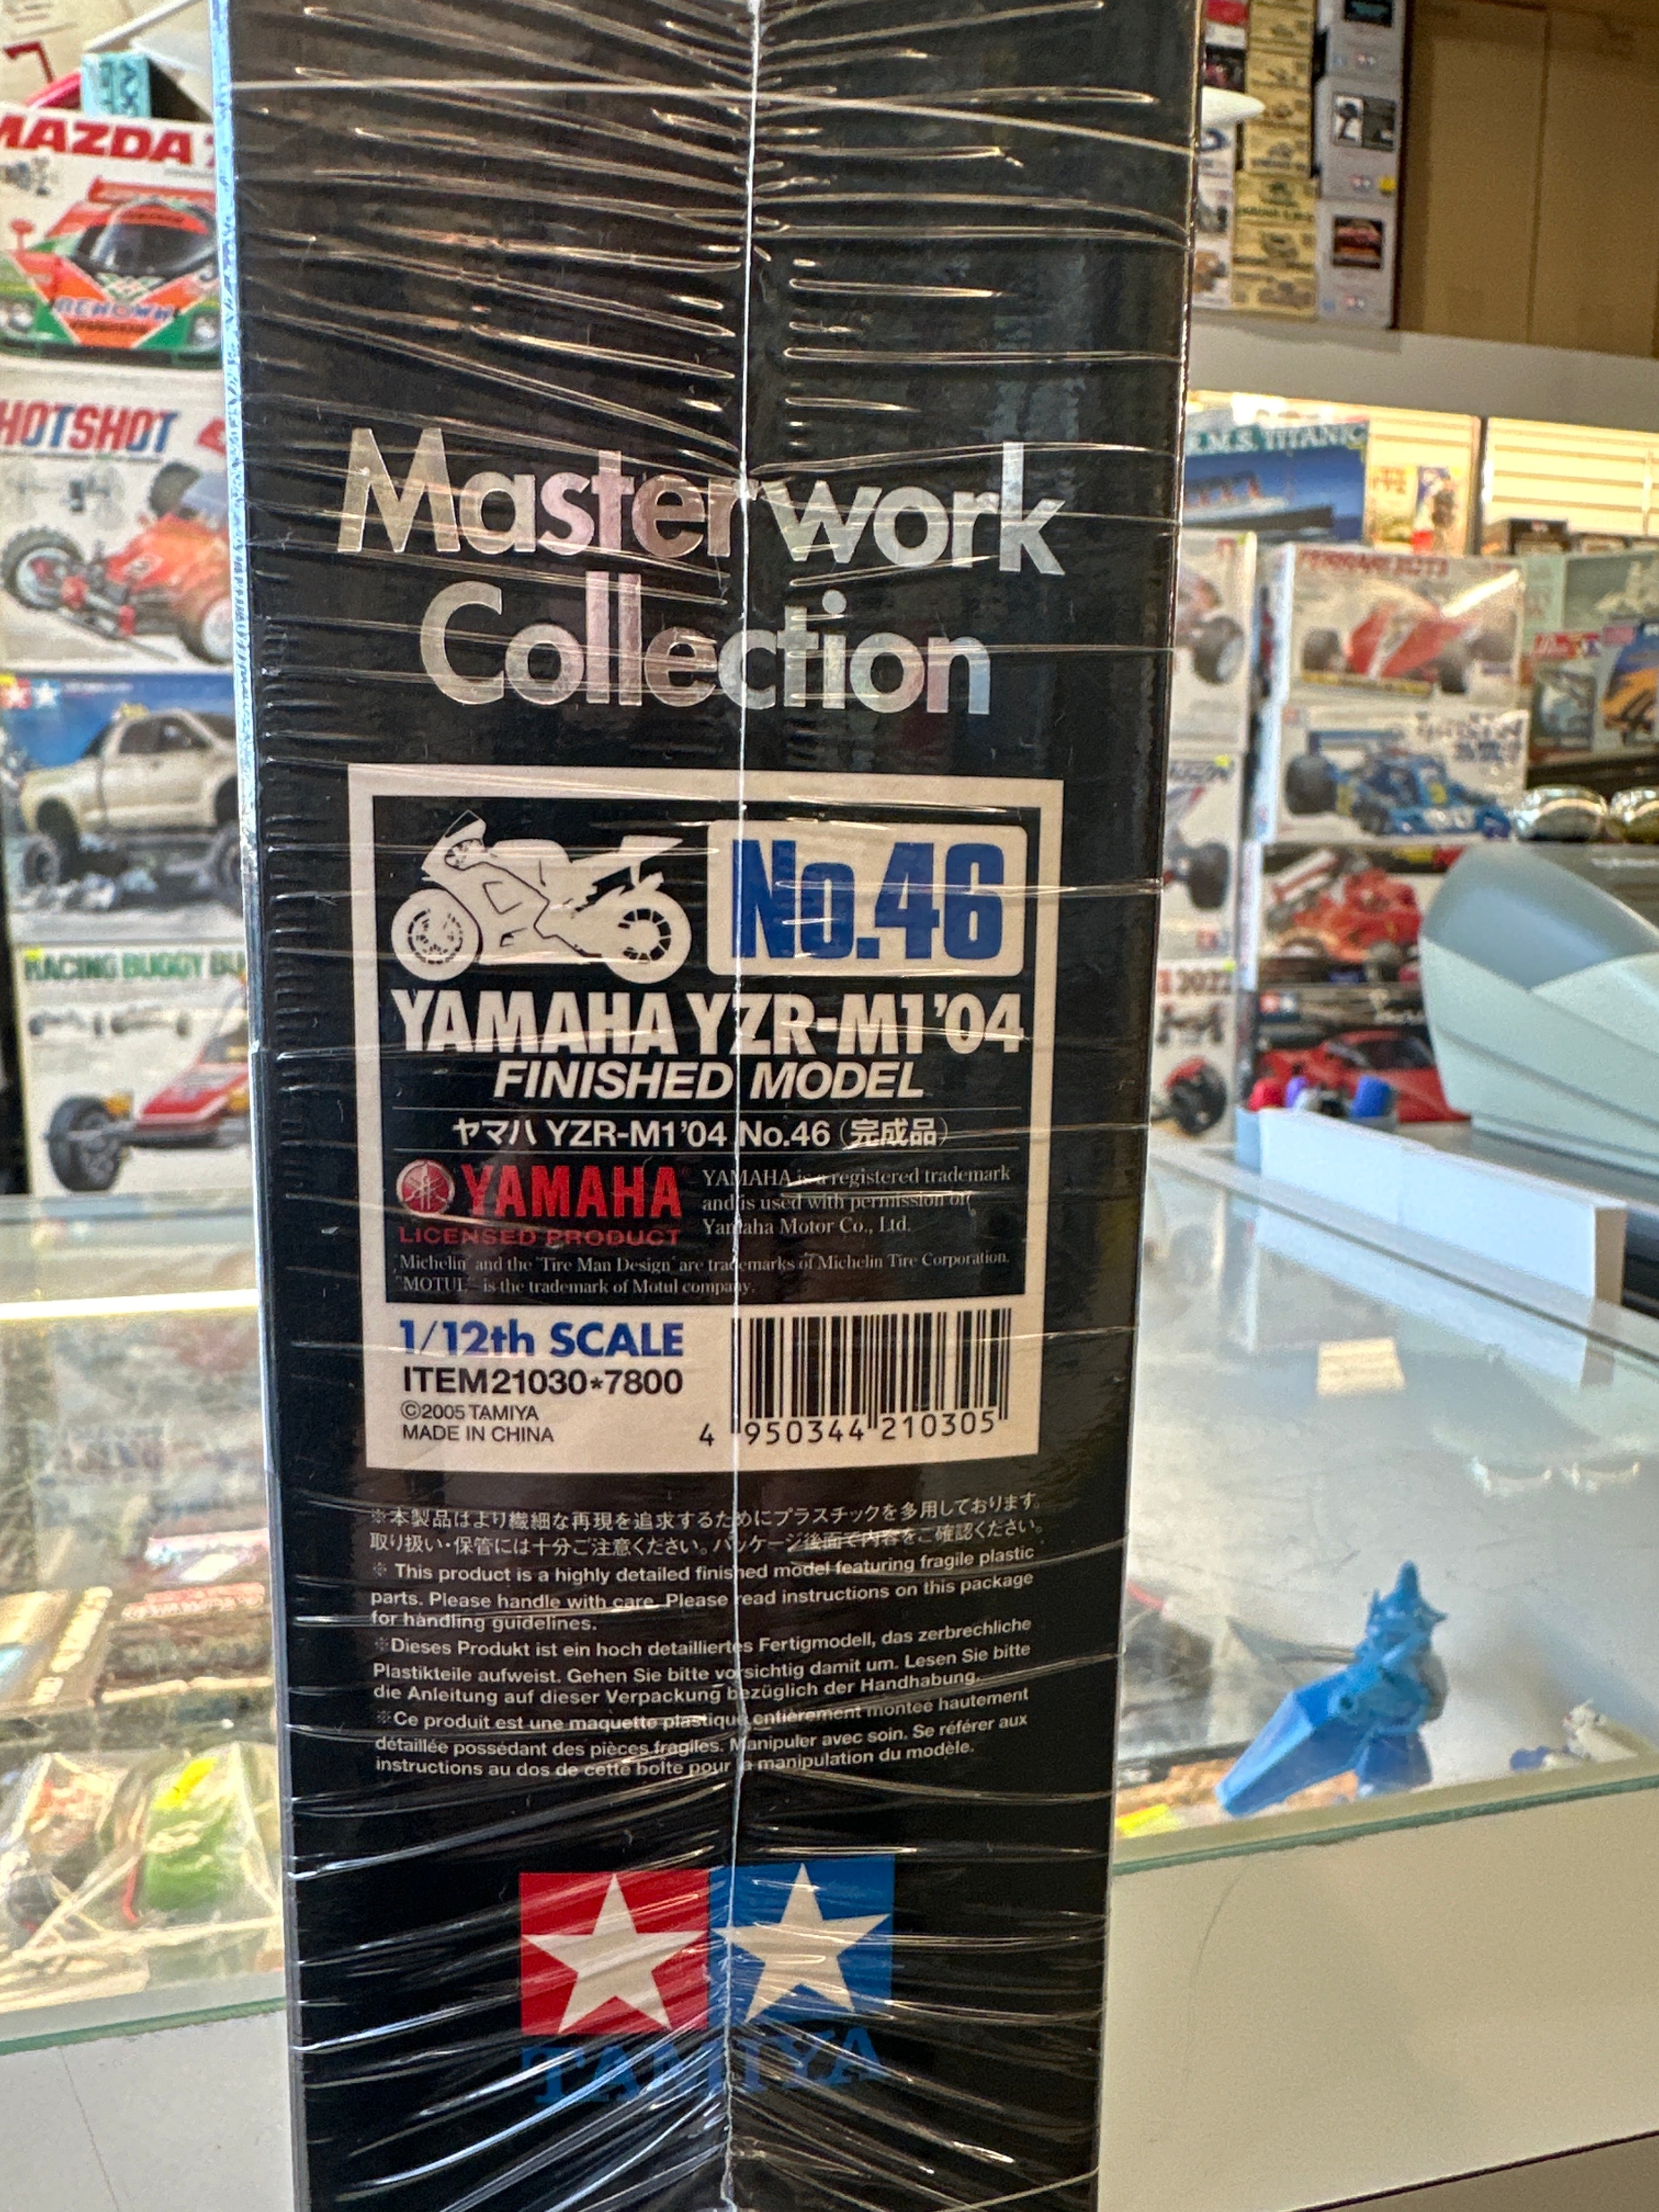 Masterwork
Collection
No.46
YAMAHA YZR-M1'04
FINISHED MODEL
ヤマハ YZR-M1'04 No.46（完成品）
YAMAHA
LICENSED PRODUCT
YAMAHA is a registered trademark
and is used with permission of
Yamaha Motor Co., Ltd.
"Michelin" and the "Tire Man Design" are trademarks of Michelin Tire Corporation.
"MOTUL" is the trademark of Motul company.
1/12th SCALE
ITEM 21030*7800
©2005 TAMIYA
MADE IN CHINA
4 950344 210305
※本製品はより繊細な再現を追求するためにプラスチックを多用しております。
取り扱い・保管には十分ご注意ください。パッケージ後面で内容をご確認ください。
※ This product is a highly detailed finished model featuring fragile plastic
parts. Please handle with care. Please read instructions on this package
for handling guidelines.
※Dieses Produkt ist ein hoch detailliertes Fertigmodell, das zerbrechliche
Plastikteile aufweist. Gehen Sie bitte vorsichtig damit um. Lesen Sie bitte
die Anleitung auf dieser Verpackung bezüglich der Handhabung.
※Ce produit est une maquette plastique entièrement montée hautement
détaillée possédant des pièces fragiles. Manipuler avec soin. Se référer aux
instructions au dos de cette boîte pour la manipulation du modèle.
TAMIYA
MAZDA
RENOWN
HOTSHOT
RACING BUGGY
R.M.S. TITANIC